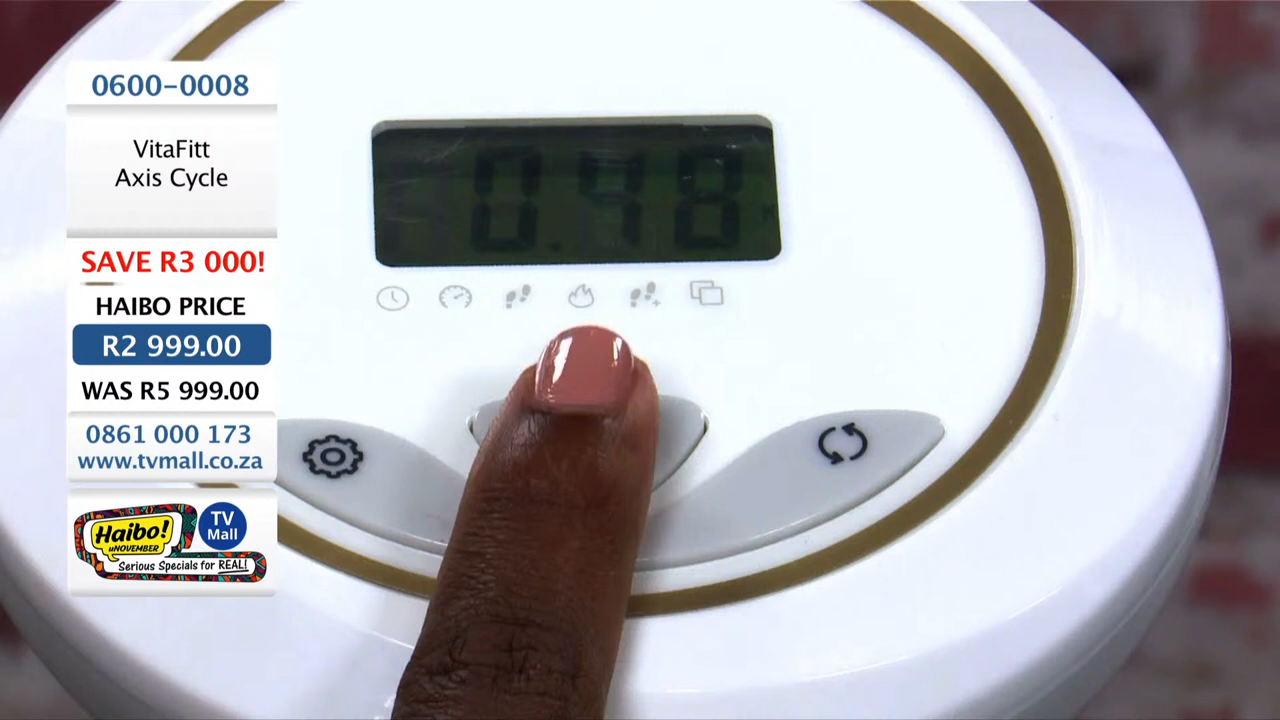 0600-0008
VitaFitt
Axis Cycle
SAVE R3 000!
HAIBO PRICE
R2 999.00
WAS R5 999.00
0861 000 173
www.tvmall.co.za
Haibo!
uNOVEMBER
TV
Mall
Serious Specials for REAL!
0.48